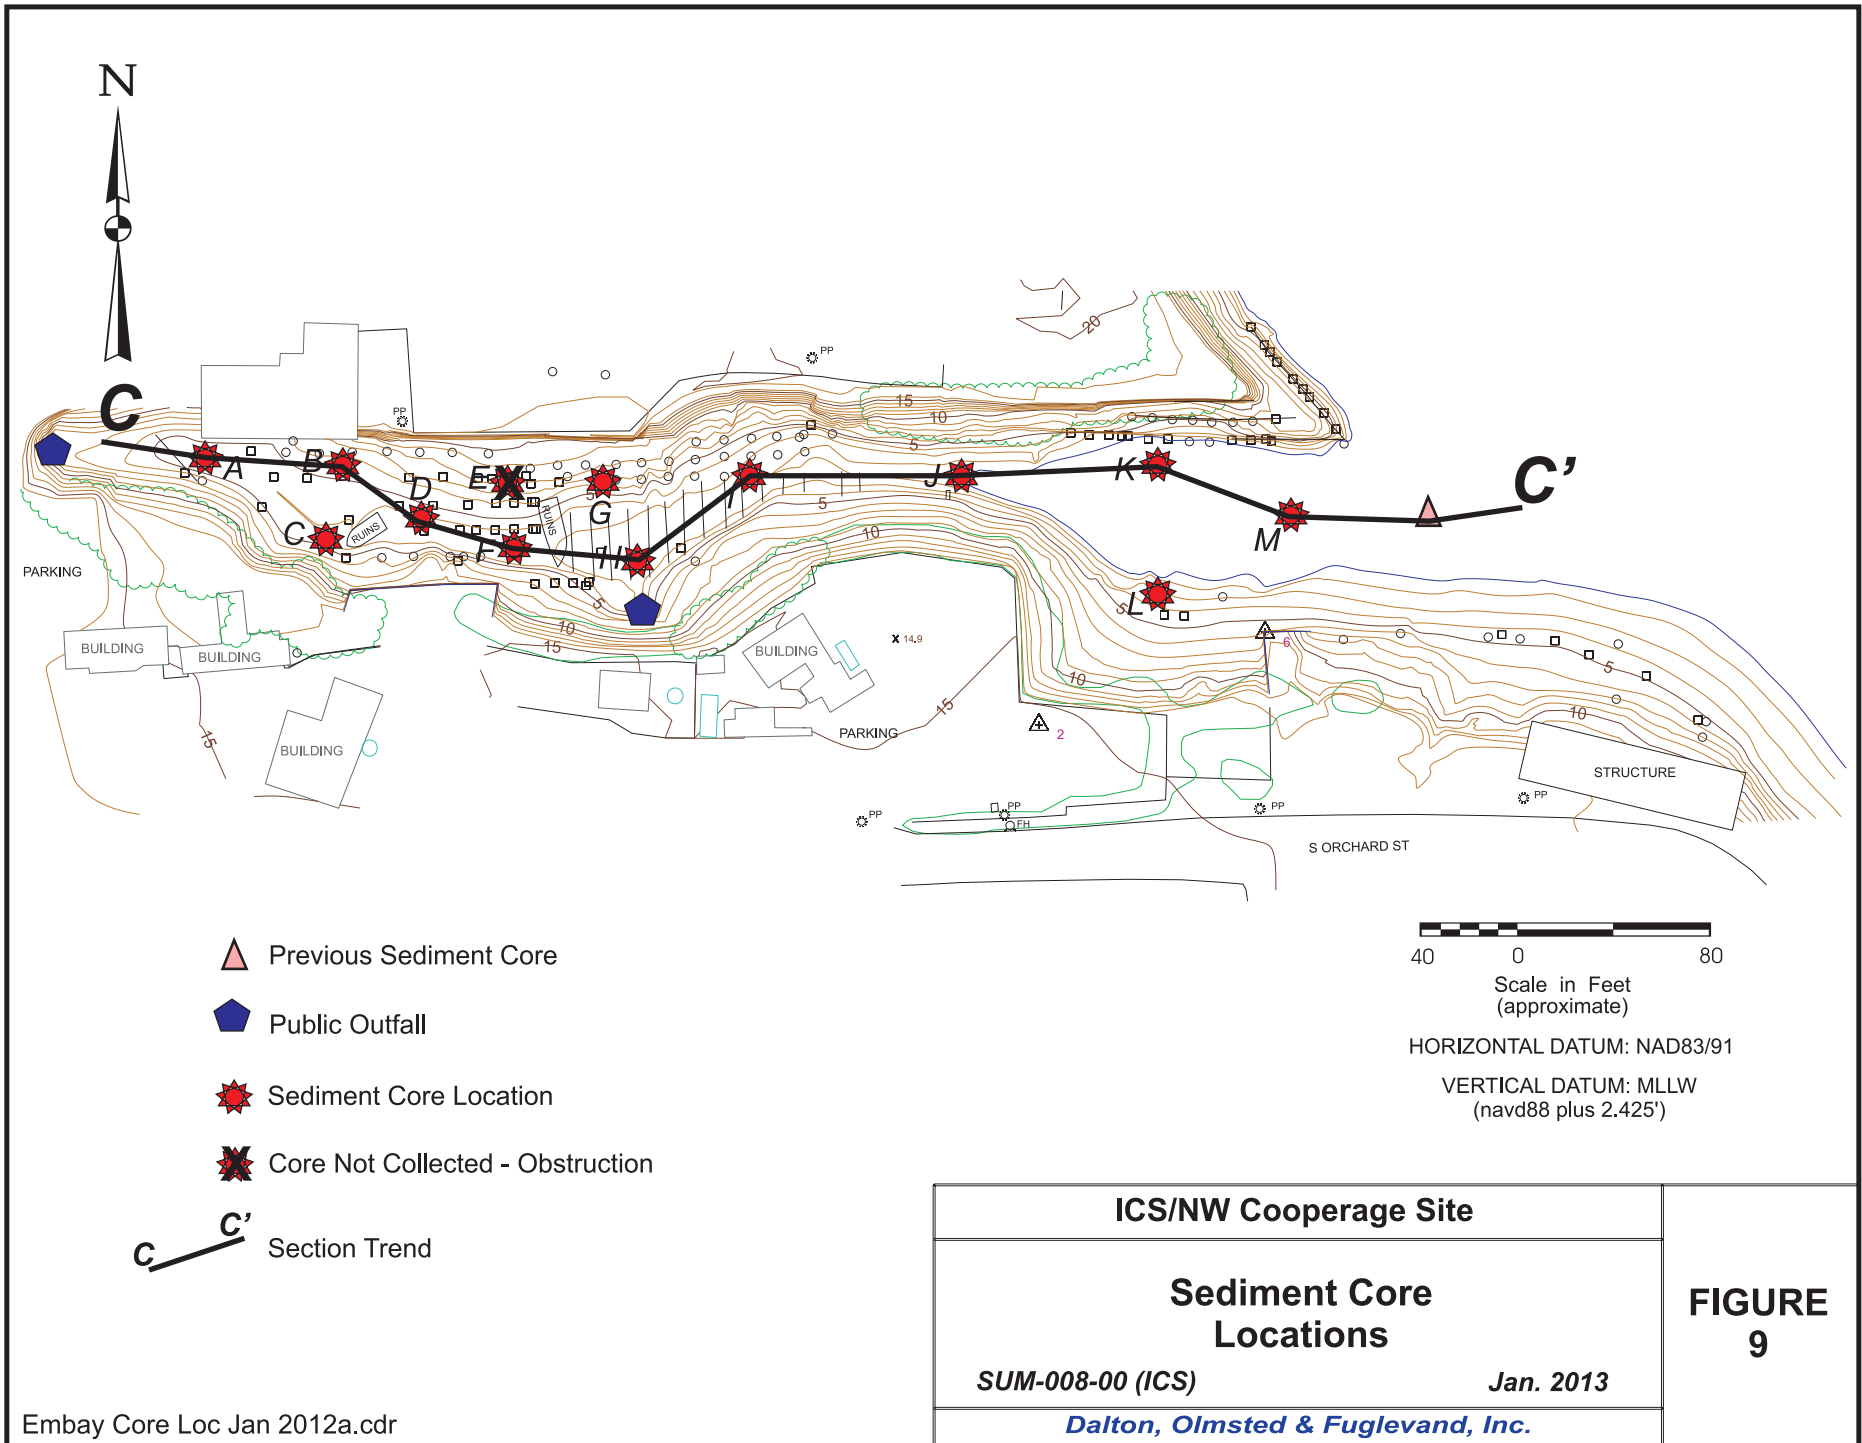 N
20
PP
PP
15
10
5
C
A
B
C
D
E
F
G
H
I
J
K
L
M
C'
5
5
5
RUINS
RUINS
10
5
10
15
5
10
5
10
15
15
PARKING
BUILDING
BUILDING
BUILDING
BUILDING
x 14.9
PARKING
6
2
PP
PP
FH
PP
PP
STRUCTURE
S ORCHARD ST
Previous Sediment Core
Public Outfall
Sediment Core Location
Core Not Collected - Obstruction
C C' Section Trend
40 0 80
Scale in Feet
(approximate)
HORIZONTAL DATUM: NAD83/91
VERTICAL DATUM: MLLW
(navd88 plus 2.425')
ICS/NW Cooperage Site
Sediment Core
Locations
SUM-008-00 (ICS) Jan. 2013
Dalton, Olmsted & Fuglevand, Inc.
FIGURE
9
Embay Core Loc Jan 2012a.cdr